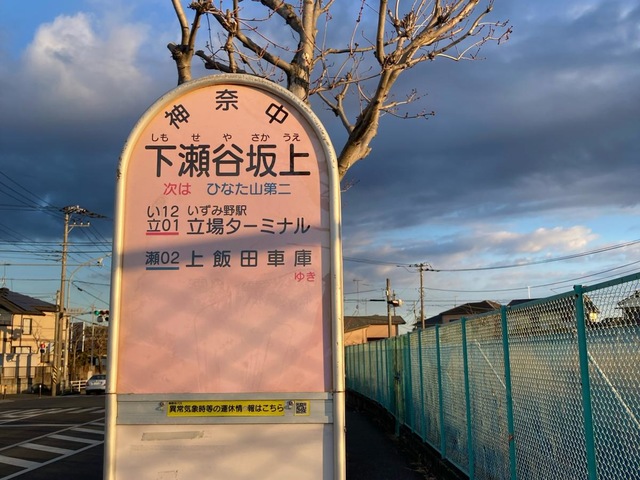 神奈中
しも せ や さか うえ
下瀬谷坂上
次は ひなた山第二
い12 いずみ野駅
立01 立場ターミナル
瀬02 上飯田車庫
ゆき
異常気象時等の運休情 報はこちら